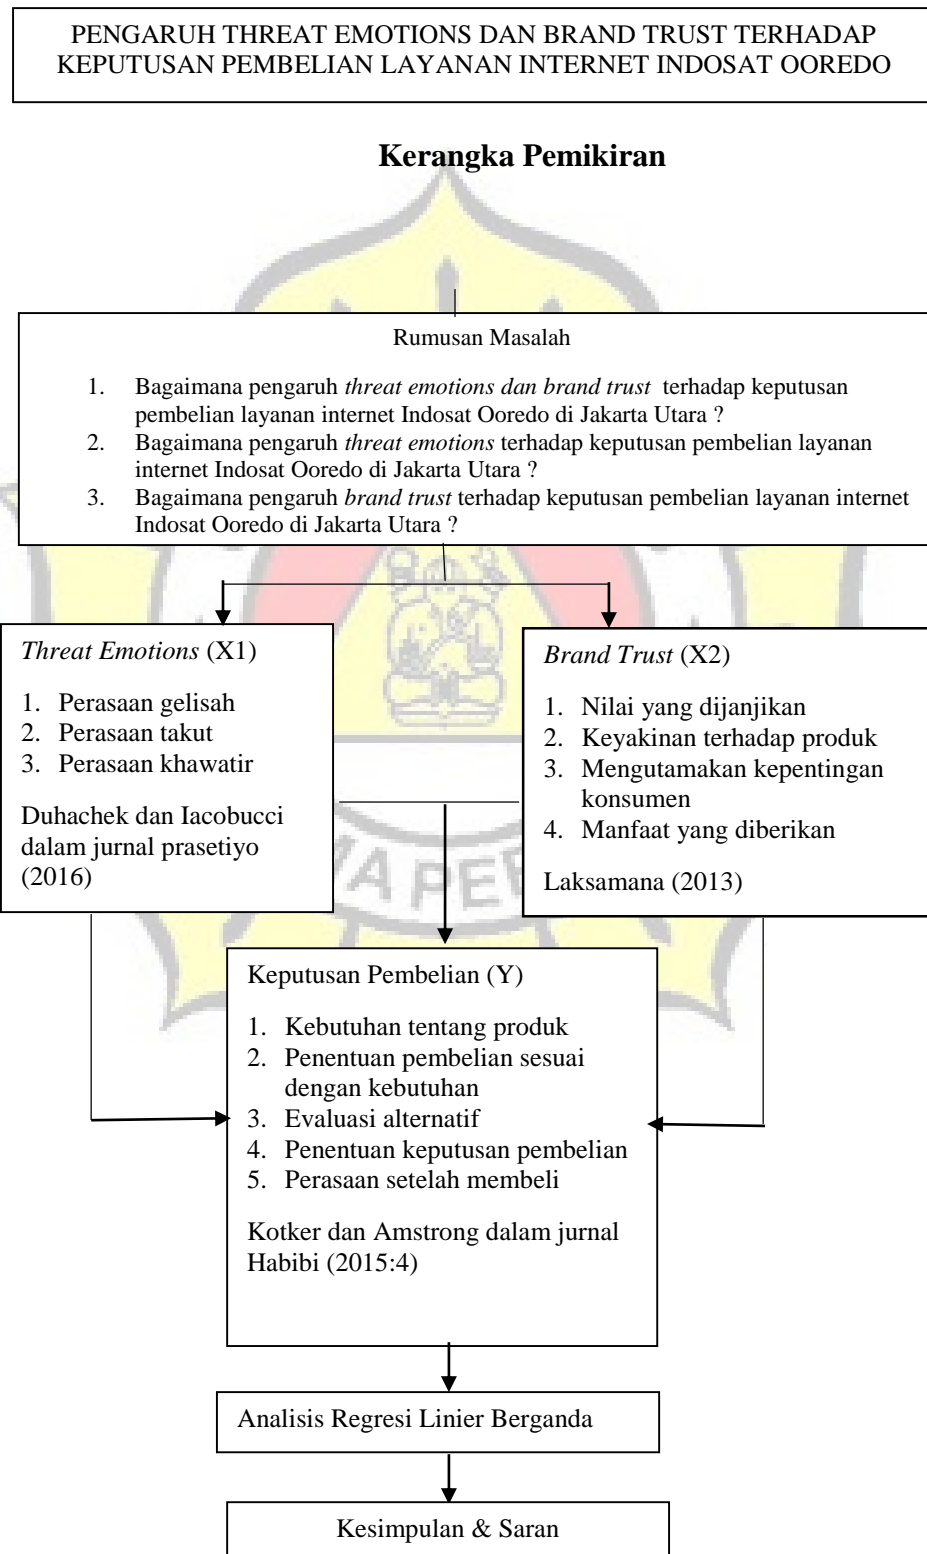 PENGARUH THREAT EMOTIONS DAN BRAND TRUST TERHADAP
KEPUTUSAN PEMBELIAN LAYANAN INTERNET INDOSAT OOREDO
Kerangka Pemikiran
Rumusan Masalah
1. Bagaimana pengaruh threat emotions dan brand trust terhadap keputusan
pembelian layanan internet Indosat Ooredo di Jakarta Utara ?
2. Bagaimana pengaruh threat emotions terhadap keputusan pembelian layanan
internet Indosat Ooredo di Jakarta Utara ?
3. Bagaimana pengaruh brand trust terhadap keputusan pembelian layanan internet
Indosat Ooredo di Jakarta Utara ?
Threat Emotions (X1)
1. Perasaan gelisah
2. Perasaan takut
3. Perasaan khawatir
Duhachek dan Iacobucci
dalam jurnal prasetiyo
(2016)
Brand Trust (X2)
1. Nilai yang dijanjikan
2. Keyakinan terhadap produk
3. Mengutamakan kepentingan
konsumen
4. Manfaat yang diberikan
Laksamana (2013)
Keputusan Pembelian (Y)
1. Kebutuhan tentang produk
2. Penentuan pembelian sesuai
dengan kebutuhan
3. Evaluasi alternatif
4. Penentuan keputusan pembelian
5. Perasaan setelah membeli
Kotker dan Amstrong dalam jurnal
Habibi (2015:4)
Analisis Regresi Linier Berganda
Kesimpulan & Saran